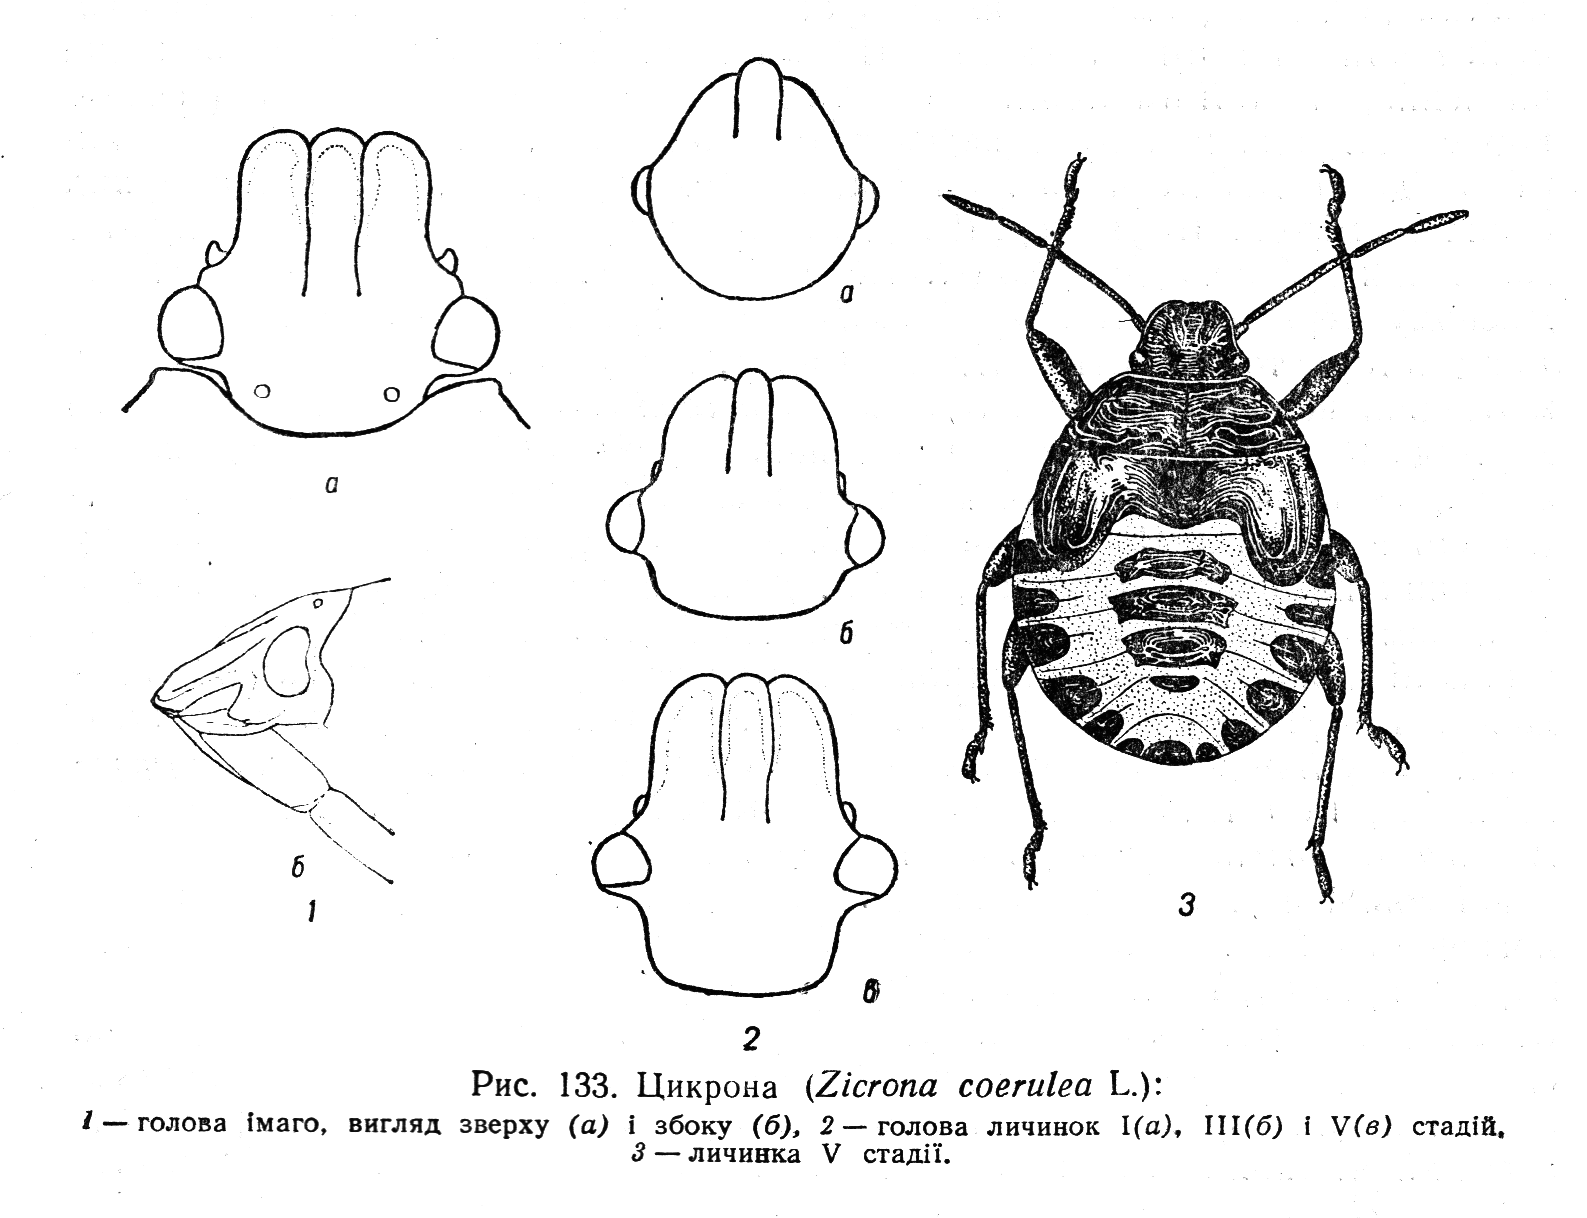 а
а
б
а
б
1
в
2
3
Рис. 133. Цикрона (Zicrona coerulea L.):
1 — голова імаго, вигляд зверху (а) і збоку (б), 2 — голова личинок I(а), III(б) і V(в) стадій,
3 — личинка V стадії.